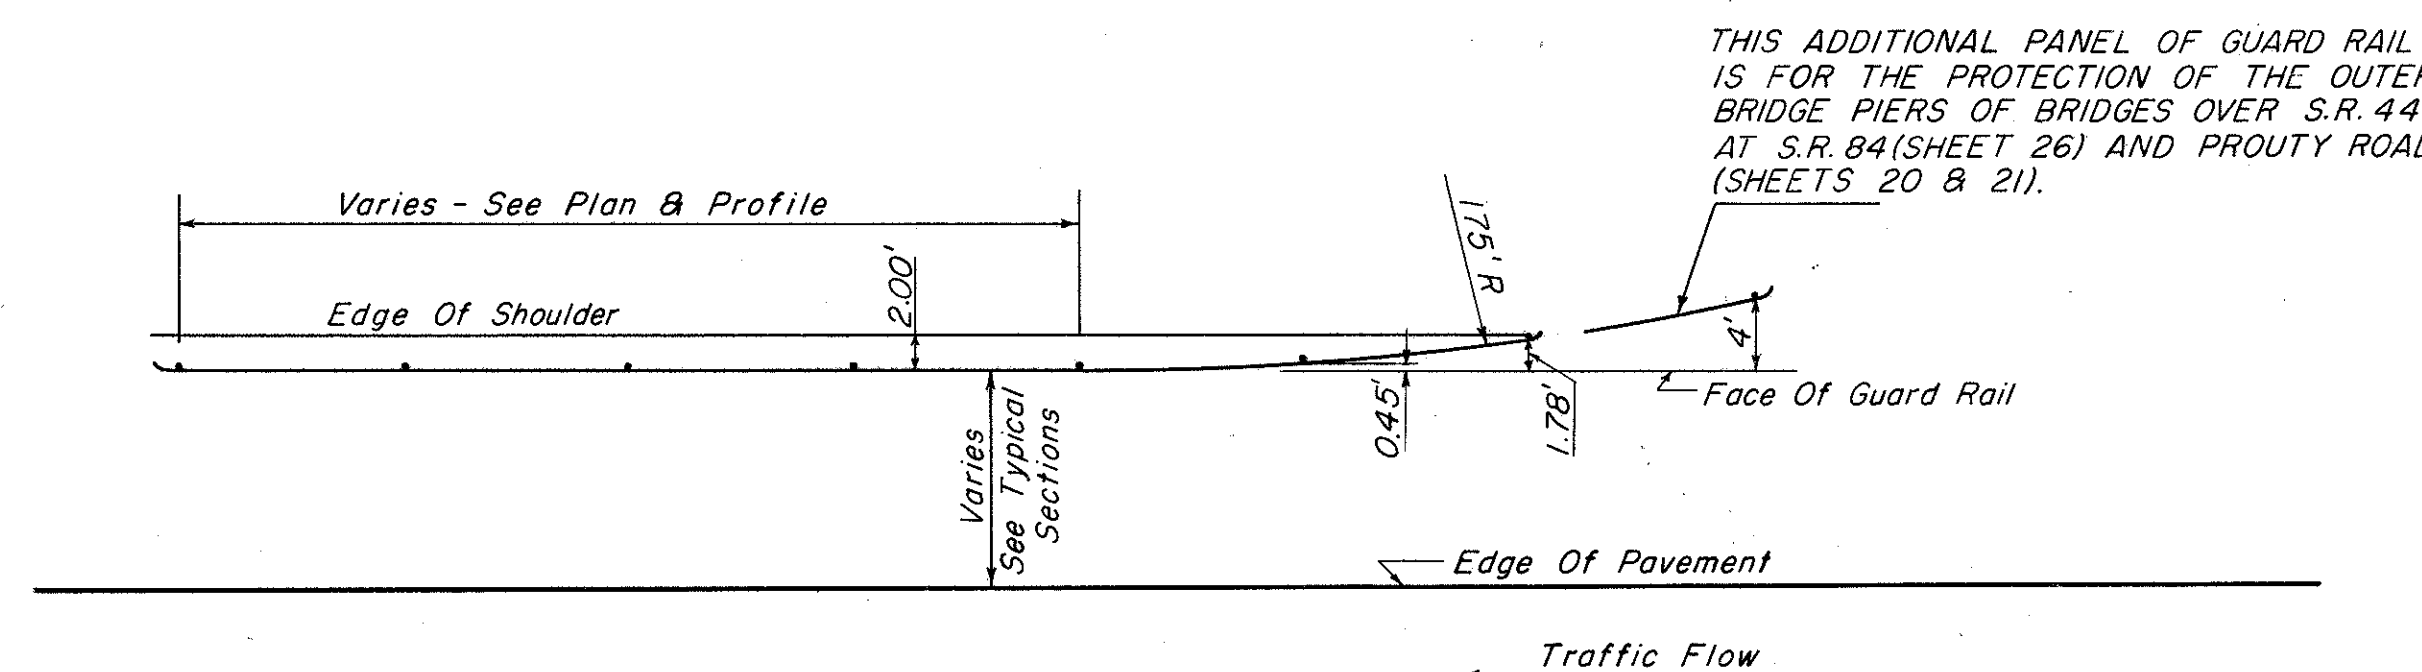 THIS ADDITIONAL PANEL OF GUARD RAIL
IS FOR THE PROTECTION OF THE OUTER
BRIDGE PIERS OF BRIDGES OVER S.R. 44
AT S.R. 84 (SHEET 26) AND PROUTY ROAD
(SHEETS 20 & 21).
Varies - See Plan & Profile
175' R
2.00'
Edge Of Shoulder
4'
Face Of Guard Rail
0.45'
1.78'
Varies
See Typical
Sections
Edge Of Pavement
Traffic Flow